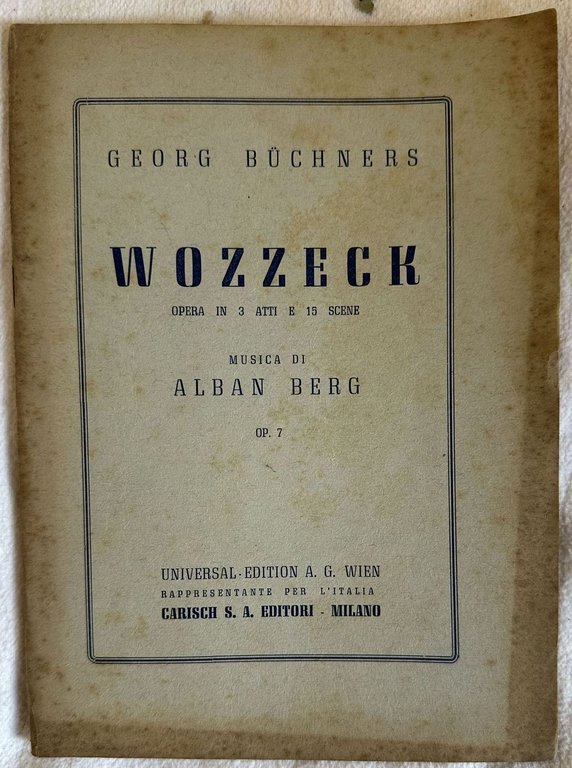 GEORG BÜCHNERS
WOZZECK
OPERA IN 3 ATTI E 15 SCENE
MUSICA DI
ALBAN BERG
OP. 7
UNIVERSAL-EDITION A. G. WIEN
RAPPRESENTANTE PER L'ITALIA
CARISCH S. A. EDITORI - MILANO